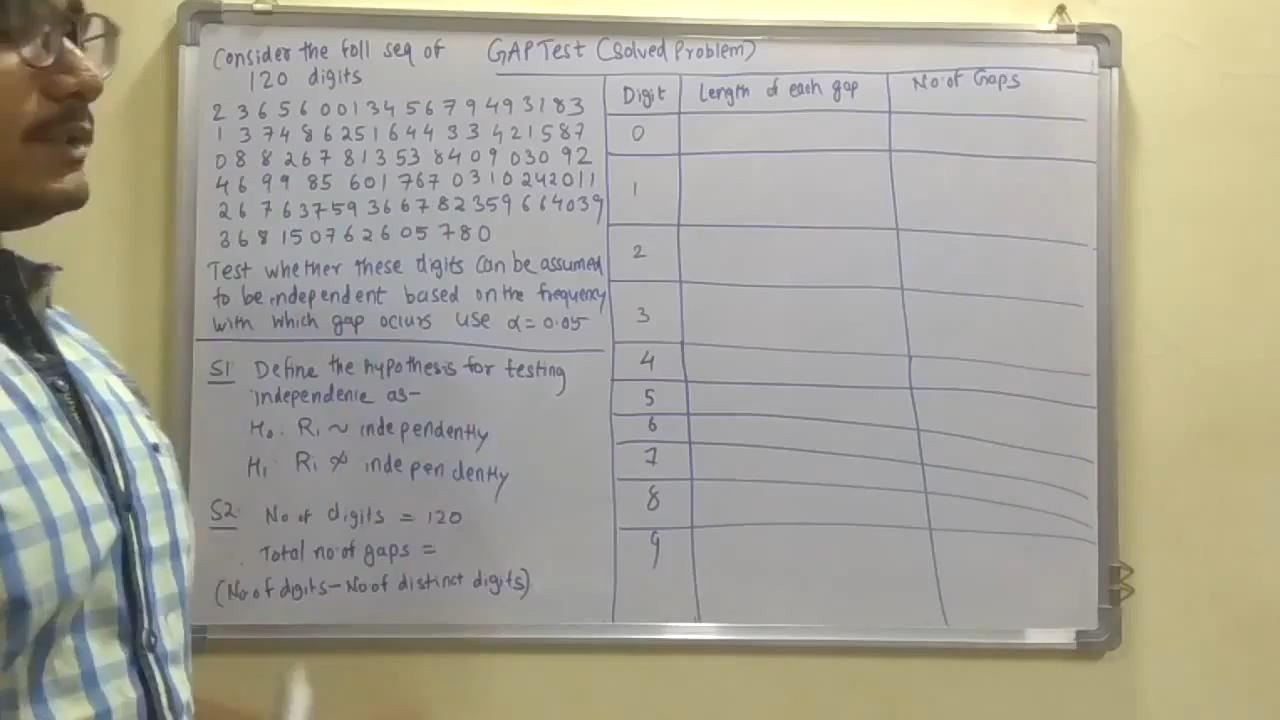 Consider the foll seq of
120 digits
2 3 6 5 6 0 0 1 3 4 5 6 7 9 4 9 3 1 8 3
1 3 7 4 8 6 2 5 1 6 4 4 3 3 4 2 1 5 8 7
0 8 8 2 6 7 8 1 3 5 3 8 4 0 9 0 3 0 9 2
4 6 9 9 8 5 6 0 1 7 6 7 0 3 1 0 2 4 2 0 1 1
2 6 7 6 3 7 5 9 3 6 6 7 8 2 3 5 9 6 6 4 0 3 9
3 6 8 1 5 0 7 6 2 6 0 5 7 8 0
Test whether these digits can be assumed
to be independent based on the frequency
with which gap occurs use α = 0.05
S1: Define the hypothesis for testing
independence as-
H0: Ri ~ independently
H1: Ri ≁ independently
S2: No of digits = 120
Total no of gaps =
(No of digits - No of distinct digits)
GAP Test (Solved Problem)
Digit Length of each gap No of Gaps
0
1
2
3
4
5
6
7
8
9